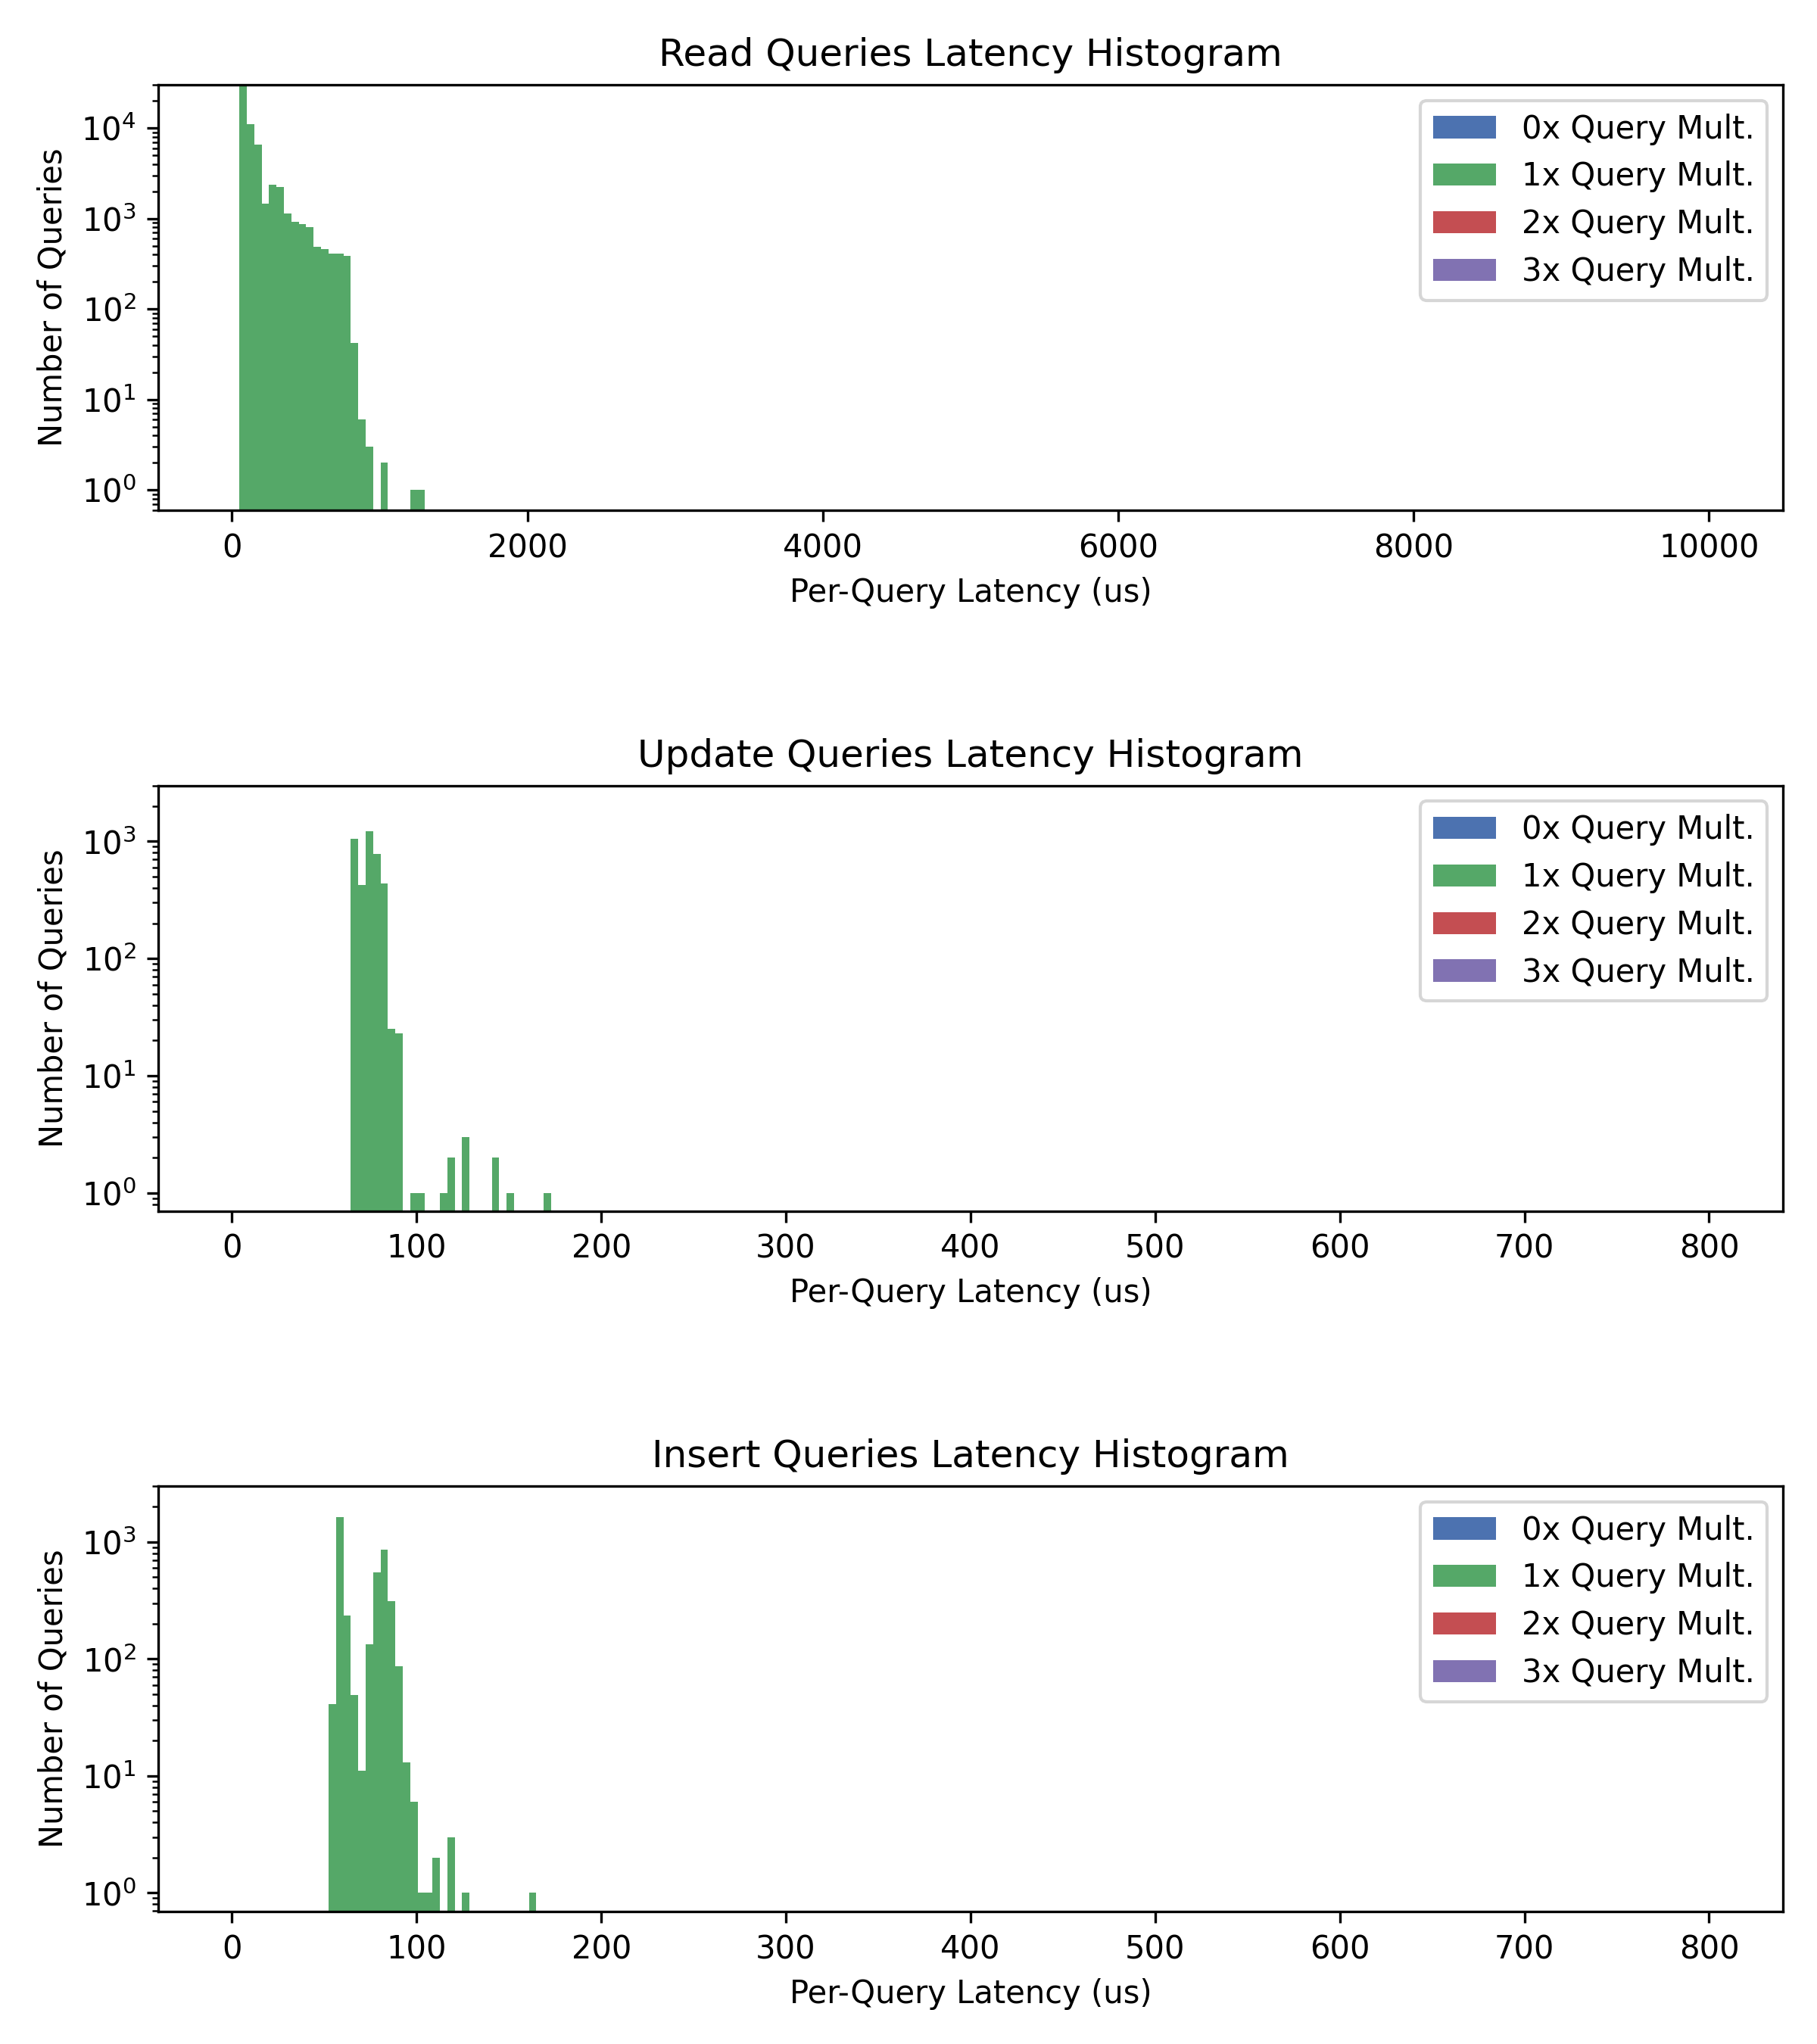 Read Queries Latency Histogram
Number of Queries
10⁴
10³
10²
10¹
10⁰
0x Query Mult.
1x Query Mult.
2x Query Mult.
3x Query Mult.
0 2000 4000 6000 8000 10000
Per-Query Latency (us)
Update Queries Latency Histogram
Number of Queries
10³
10²
10¹
10⁰
0x Query Mult.
1x Query Mult.
2x Query Mult.
3x Query Mult.
0 100 200 300 400 500 600 700 800
Per-Query Latency (us)
Insert Queries Latency Histogram
Number of Queries
10³
10²
10¹
10⁰
0x Query Mult.
1x Query Mult.
2x Query Mult.
3x Query Mult.
0 100 200 300 400 500 600 700 800
Per-Query Latency (us)